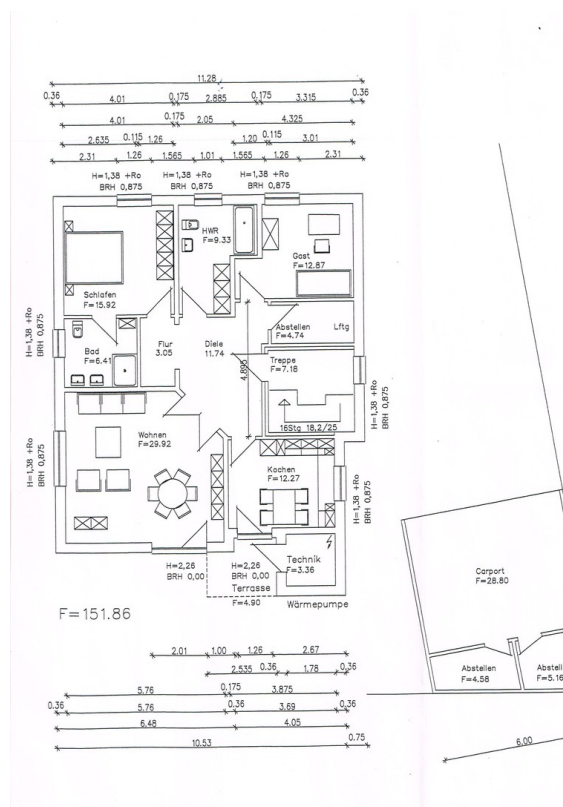 11.28
0.36 4.01 0.175 2.885 0.175 3.315 0.36
4.01 0.175 2.05 4.325
2.635 0.115 1.26 1.20 0.115 3.01
2.31 1.26 1.565 1.01 1.565 1.26 2.31
H=1,38 +Ro
BRH 0,875
H=1,38 +Ro
BRH 0,875
H=1,38 +Ro
BRH 0,875
HWR
F=9.33
Gast
F=12.87
Schlafen
F=15.92
H=1,38 +Ro
BRH 0,875
Bad
F=6.41
Flur
3.05
Diele
11.74
Abstellen
F=4.74
Lftg
4.895
Treppe
F=7.18
16Stg 18,2/25
H=1,38 +Ro
BRH 0,875
Wohnen
F=29.92
H=1,38 +Ro
BRH 0,875
Kochen
F=12.27
H=1,38 +Ro
BRH 0,875
H=2,26
BRH 0,00
H=2,26
BRH 0,00
Technik
F=3.36
Terrasse
F=4.90
Wärmepumpe
F=151.86
Carport
F=28.80
Abstellen
F=4.58
Abstell
F=5.16
2.01 1.00 1.26 2.67
2.535 0.36 1.78 0.36
5.76 0.175 3.875
0.36 5.76 0.36 3.69 0.36
6.48 4.05
10.53 0.75
6.00